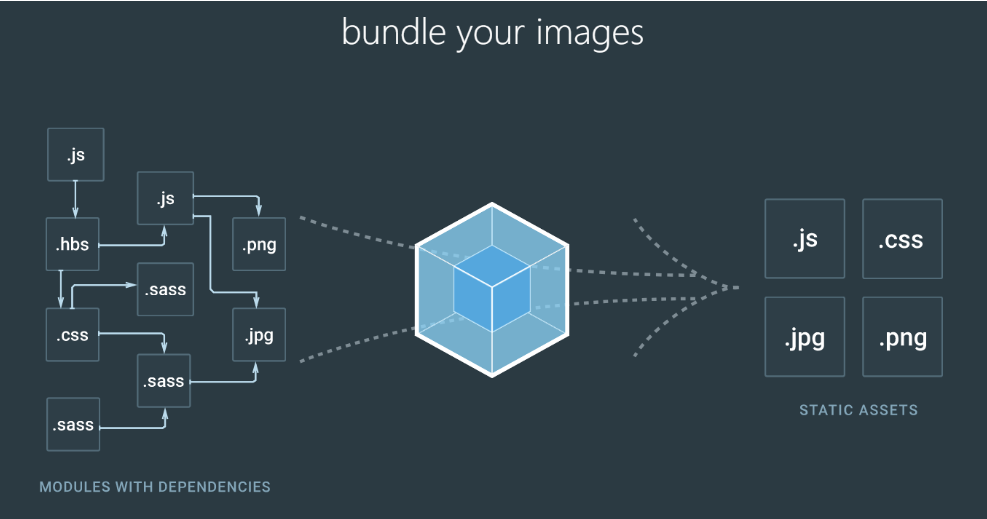 bundle your images
.js
.js
.hbs
.png
.sass
.css
.jpg
.sass
.sass
MODULES WITH DEPENDENCIES
.js
.css
.jpg
.png
STATIC ASSETS